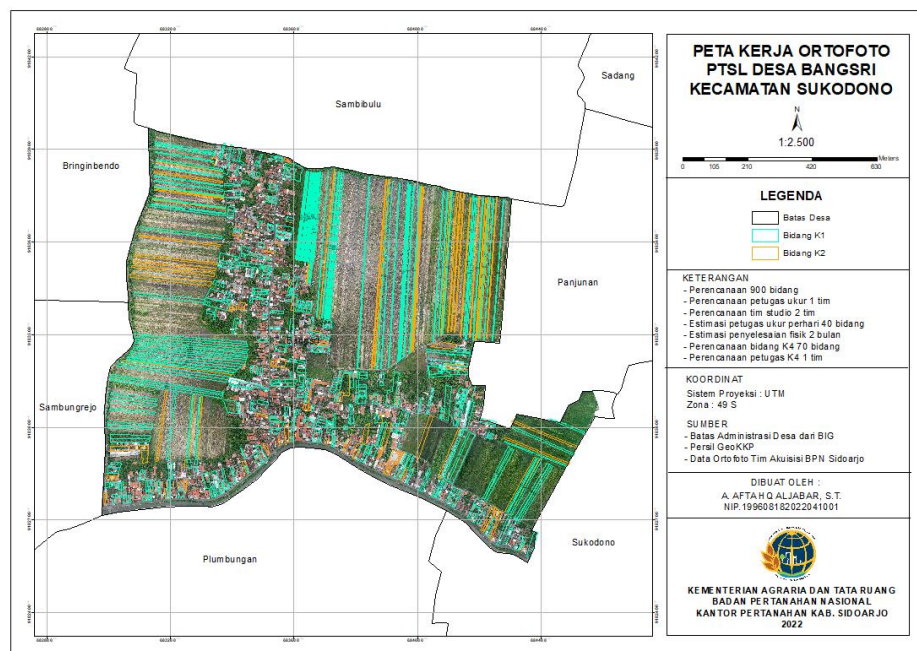 PETA KERJA ORTOFOTO
PTSL DESA BANGSRI
KECAMATAN SUKODONO
N
1:2.500
Meters
0 105 210 420 630
LEGENDA
Batas Desa
Bidang K1
Bidang K2
KETERANGAN
- Perencanaan 900 bidang
- Perencanaan petugas ukur 1 tim
- Perencanaan tim studio 2 tim
- Estimasi petugas ukur perhari 40 bidang
- Estimasi penyelesaian fisik 2 bulan
- Perencanaan bidang K4 70 bidang
- Perencanaan petugas K4 1 tim
KOORDINAT
Sistem Proyeksi : UTM
Zona : 49 S
SUMBER
- Batas Administrasi Desa dari BIG
- Persil GeoKKP
- Data Ortofoto Tim Akuisisi BPN Sidoarjo
DIBUAT OLEH :
A. AFTAH Q ALJABAR, S.T.
NIP.199608182022041001
KEMENTERIAN AGRARIA DAN TATA RUANG
BADAN PERTANAHAN NASIONAL
KANTOR PERTANAHAN KAB. SIDOARJO
2022
Sadang
Sambibulu
Bringinbendo
Panjunan
Sambungrejo
Plumbungan
Sukodono